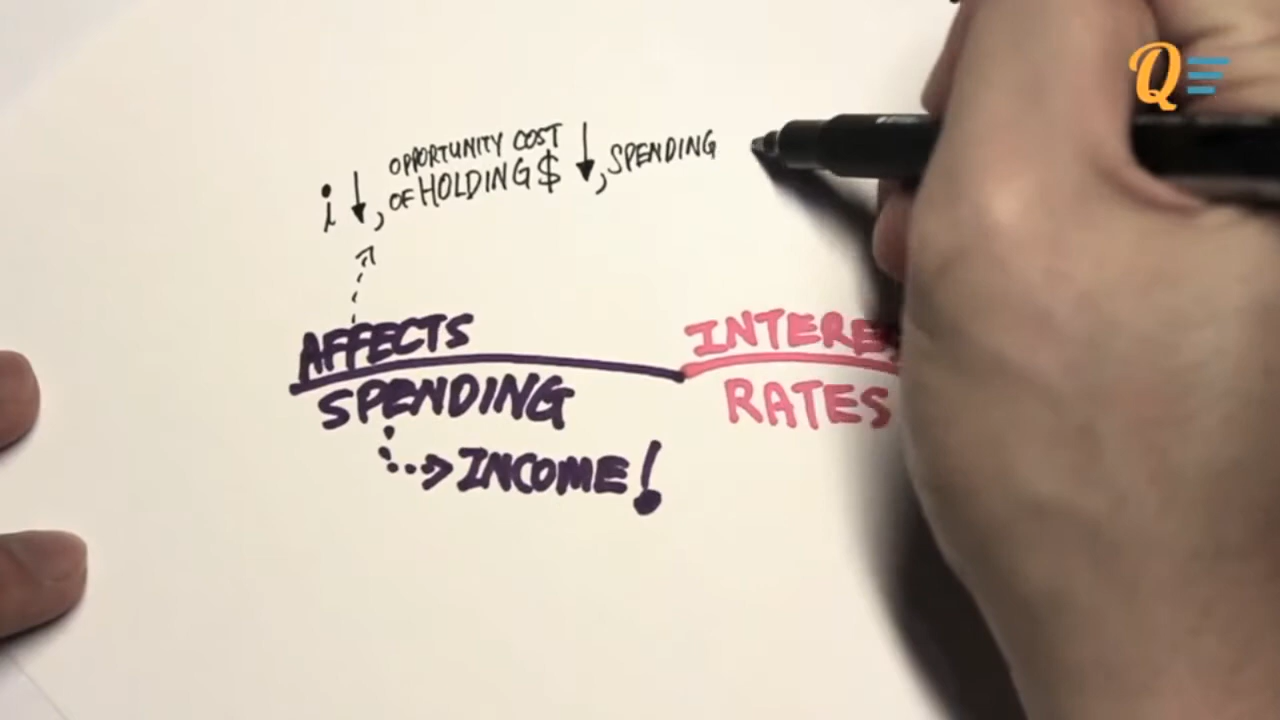 OPPORTUNITY COST
i ↓, OF HOLDING $ ↓, SPENDING
AFFECTS
SPENDING
INCOME!
RATES
Q